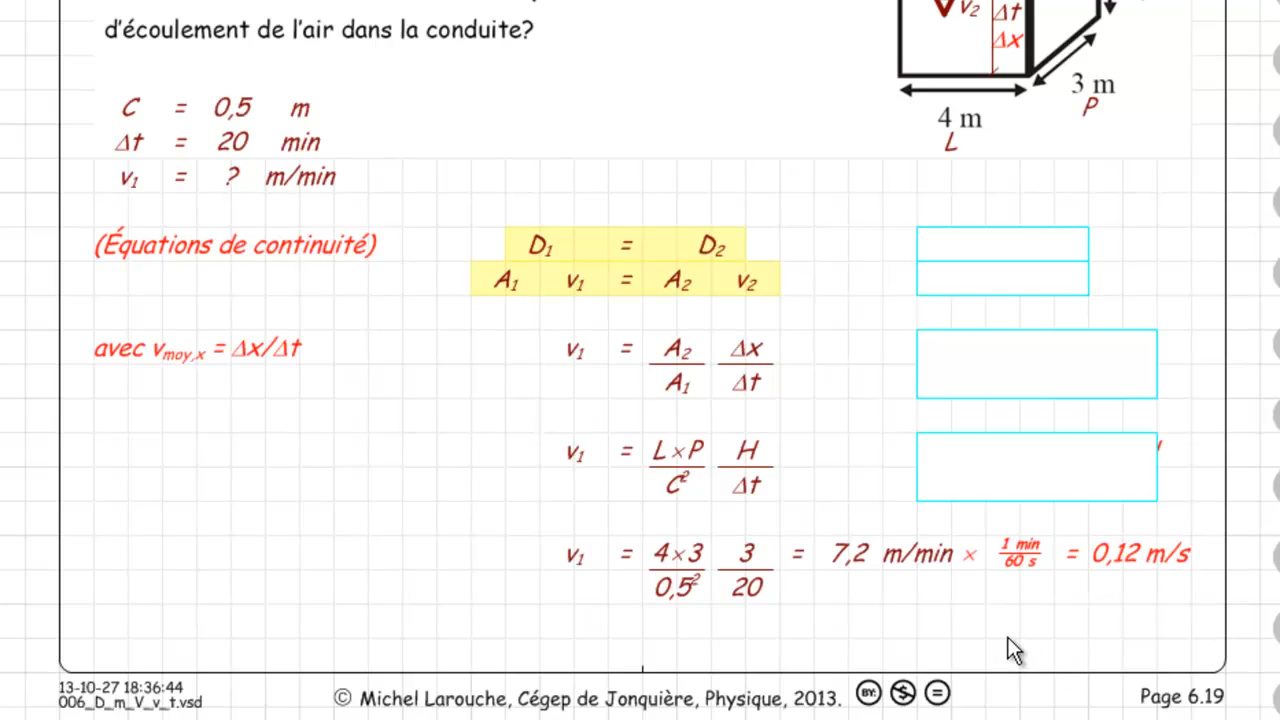 d'écoulement de l'air dans la conduite?
v₂ Δt
Δx
3 m
P
4 m
L
C = 0,5 m
Δt = 20 min
v₁ = ? m/min
(Équations de continuité) D₁ = D₂
A₁ v₁ = A₂ v₂
avec vmoy,x = Δx/Δt v₁ = A₂/A₁ Δx/Δt
v₁ = L×P/C² H/Δt
v₁ = 4×3/0,5² 3/20 = 7,2 m/min × 1 min/60 s = 0,12 m/s
13-10-27 18:36:44
006_D_m_V_v_t.vsd
© Michel Larouche, Cégep de Jonquière, Physique, 2013. BY: $ =
Page 6.19